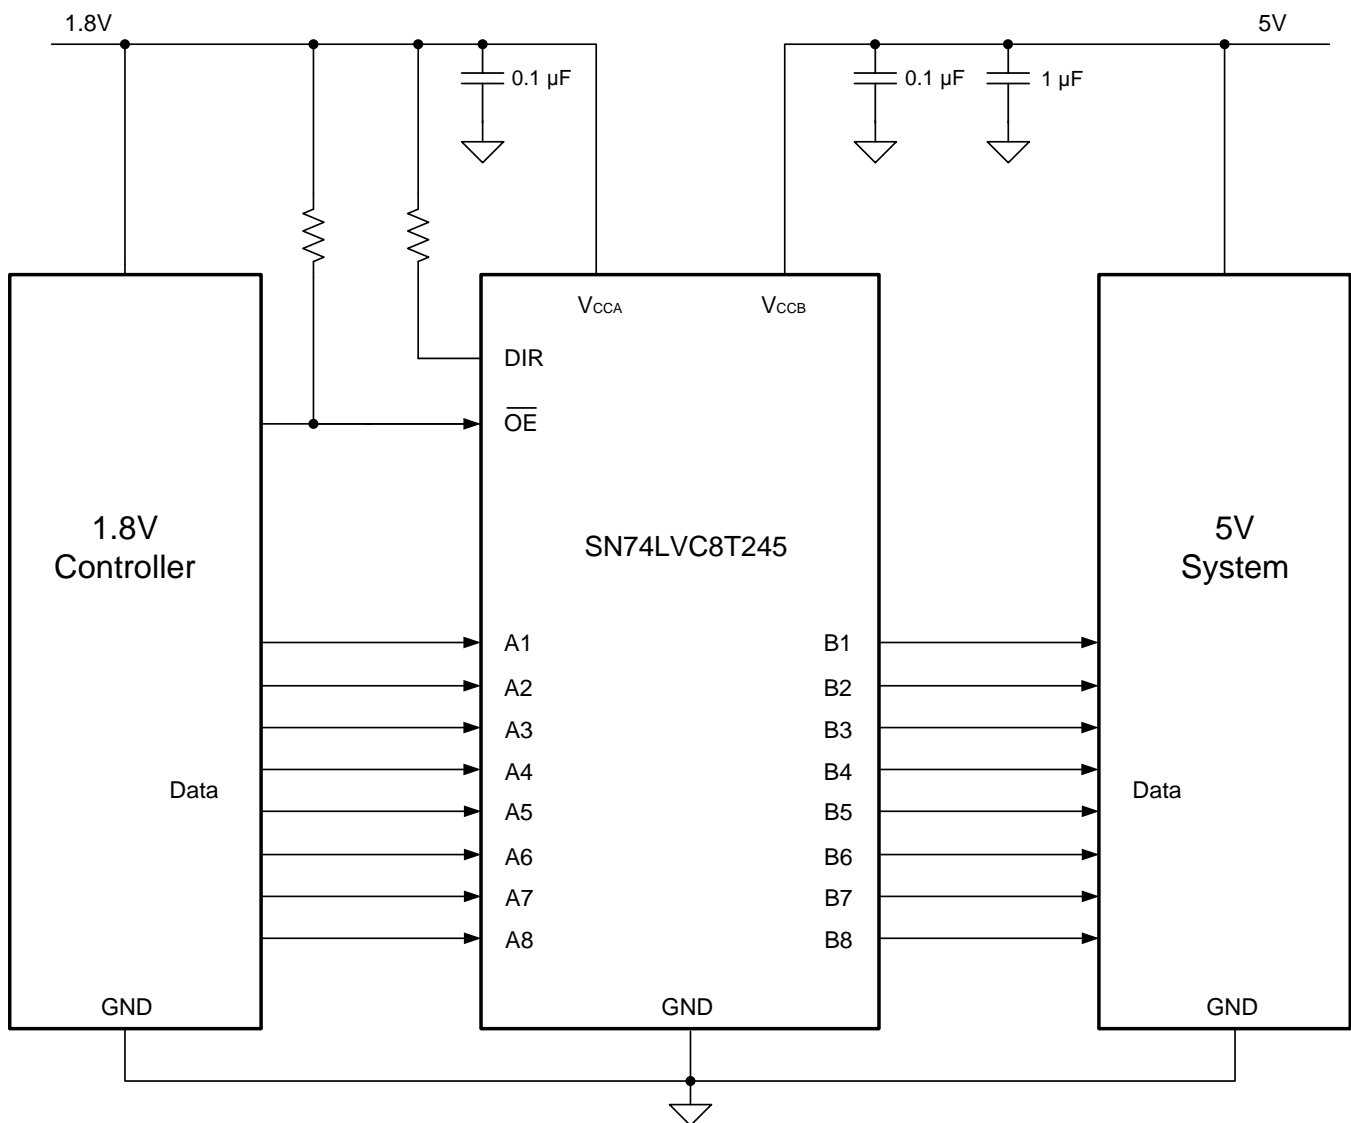 1.8V
5V
0.1 µF
0.1 µF
1 µF
VCCA
VCCB
DIR
OE
1.8V
Controller
SN74LVC8T245
5V
System
A1
B1
A2
B2
A3
B3
A4
B4
Data
Data
A5
B5
A6
B6
A7
B7
A8
B8
GND
GND
GND